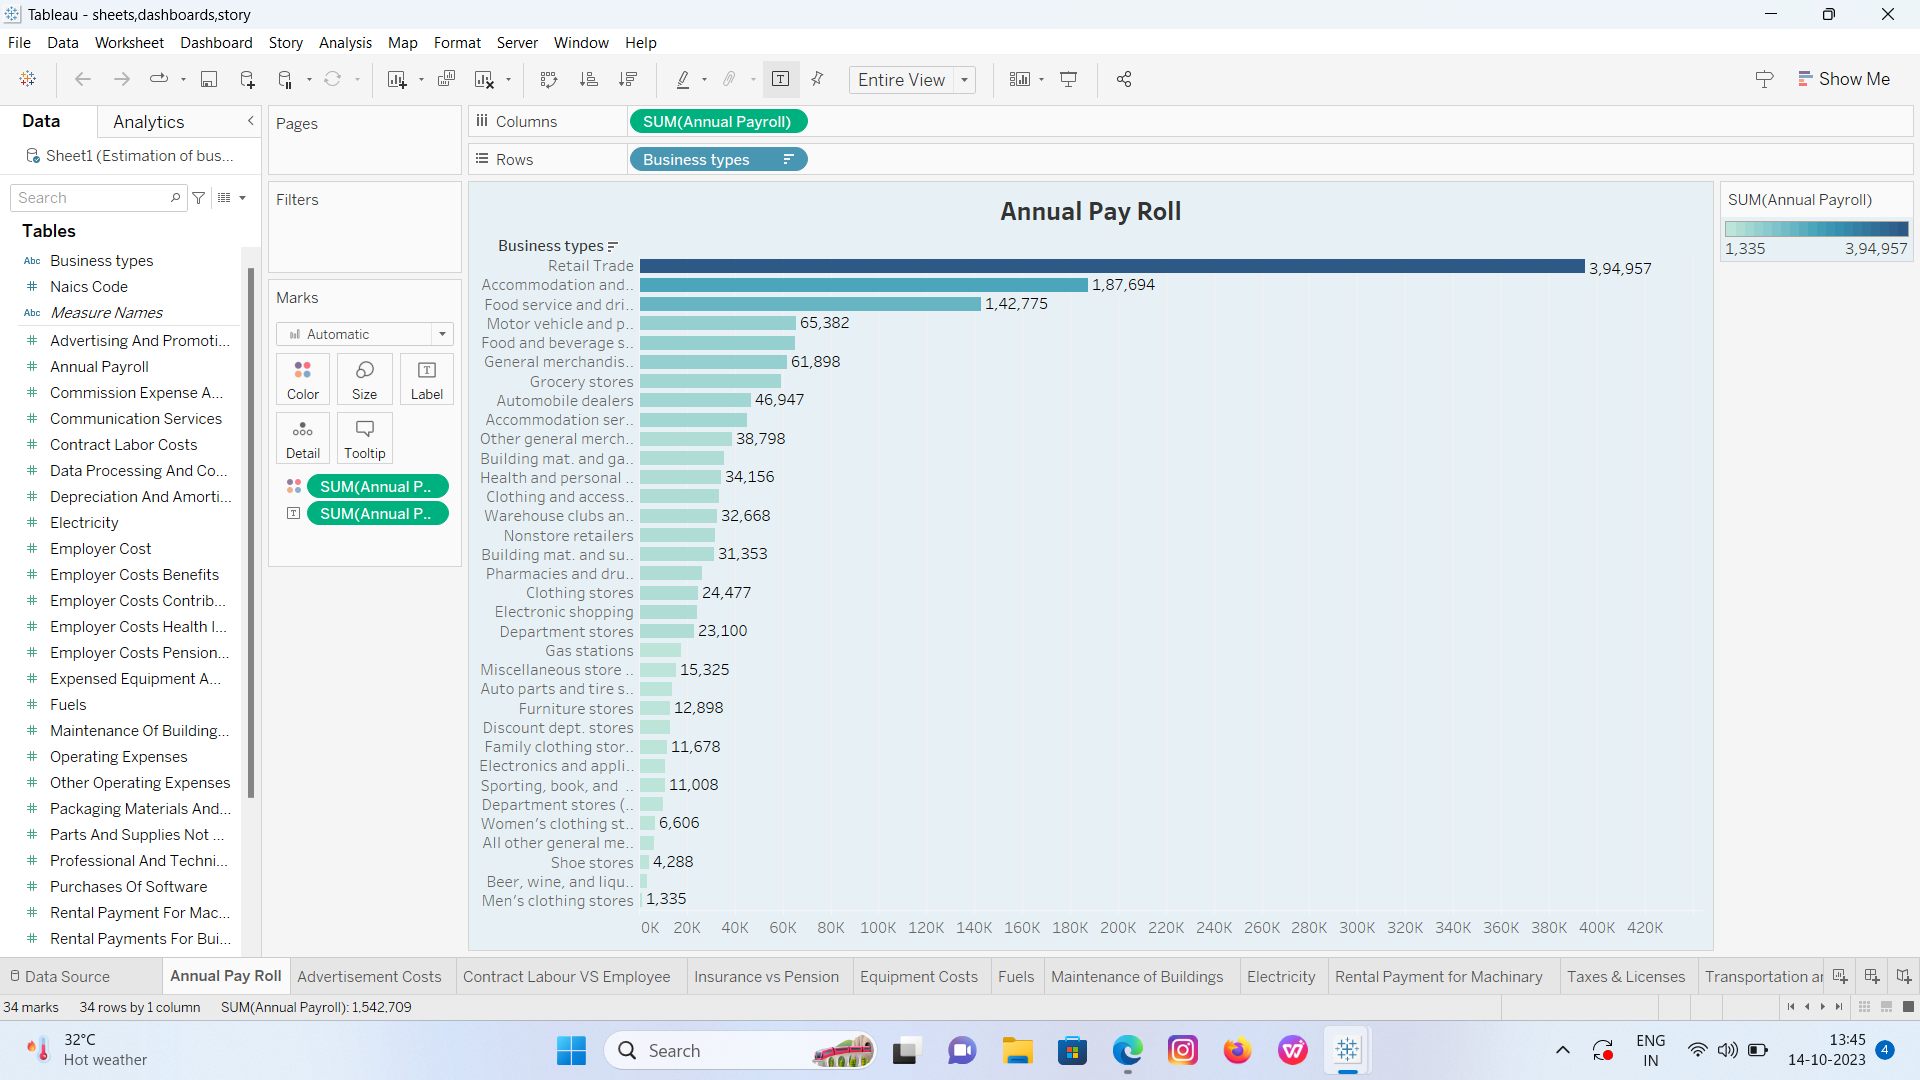 Tableau - sheets,dashboards,story
File Data Worksheet Dashboard Story Analysis Map Format Server Window Help
Entire View
Show Me
Data
Analytics
Sheet1 (Estimation of bus...
Search
Tables
Abc Business types
# Naics Code
Abc Measure Names
# Advertising And Promoti...
# Annual Payroll
# Commission Expense A...
# Communication Services
# Contract Labor Costs
# Data Processing And Co...
# Depreciation And Amorti...
# Electricity
# Employer Cost
# Employer Costs Benefits
# Employer Costs Contrib...
# Employer Costs Health I...
# Employer Costs Pension...
# Expensed Equipment A...
# Fuels
# Maintenance Of Building...
# Operating Expenses
# Other Operating Expenses
# Packaging Materials And...
# Parts And Supplies Not ...
# Professional And Techni...
# Purchases Of Software
# Rental Payment For Mac...
# Rental Payments For Bui...
Pages
Filters
Marks
Automatic
Color Size Label
Detail Tooltip
SUM(Annual P..
SUM(Annual P..
Columns SUM(Annual Payroll)
Rows Business types
Annual Pay Roll
Business types
Retail Trade 3,94,957
Accommodation and.. 1,87,694
Food service and dri.. 1,42,775
Motor vehicle and p.. 65,382
Food and beverage s..
General merchandis.. 61,898
Grocery stores
Automobile dealers 46,947
Accommodation ser..
Other general merch.. 38,798
Building mat. and ga..
Health and personal .. 34,156
Clothing and access..
Warehouse clubs an.. 32,668
Nonstore retailers
Building mat. and su.. 31,353
Pharmacies and dru..
Clothing stores 24,477
Electronic shopping
Department stores 23,100
Gas stations
Miscellaneous store .. 15,325
Auto parts and tire s..
Furniture stores 12,898
Discount dept. stores
Family clothing stor.. 11,678
Electronics and appli..
Sporting, book, and .. 11,008
Department stores (..
Women's clothing st.. 6,606
All other general me..
Shoe stores 4,288
Beer, wine, and liqu..
Men's clothing stores 1,335
0K 20K 40K 60K 80K 100K 120K 140K 160K 180K 200K 220K 240K 260K 280K 300K 320K 340K 360K 380K 400K 420K
SUM(Annual Payroll)
1,335 3,94,957
Data Source Annual Pay Roll Advertisement Costs Contract Labour VS Employee Insurance vs Pension Equipment Costs Fuels Maintenance of Buildings Electricity Rental Payment for Machinary Taxes & Licenses Transportation ar
34 marks 34 rows by 1 column SUM(Annual Payroll): 1,542,709
32°C
Hot weather
Search
ENG
IN
13:45
14-10-2023
4